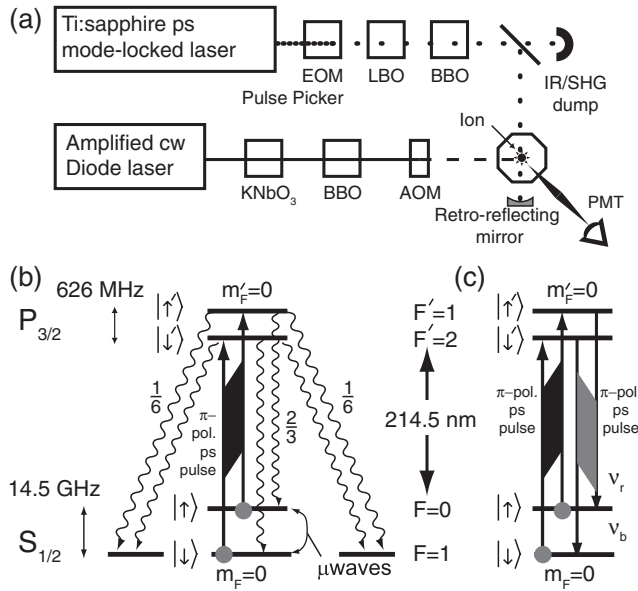 (a)
Ti:sapphire ps
mode-locked laser
EOM
LBO
BBO
Pulse Picker
IR/SHG
dump
Amplified cw
Diode laser
KNbO₃
BBO
AOM
Ion
Retro-reflecting
mirror
PMT
(b)
626 MHz
P3/2
|↑′⟩
|↓′⟩
m′F=0
F′=1
F′=2
1/6
π–
pol.
ps
pulse
2/3
1/6
214.5 nm
14.5 GHz
S1/2
|↑⟩
|↓⟩
mF=0
μwaves
F=0
F=1
(c)
m′F=0
|↑′⟩
|↓′⟩
π–pol.
ps
pulse
π–pol.
ps
pulse
νr
νb
|↑⟩
|↓⟩
mF=0